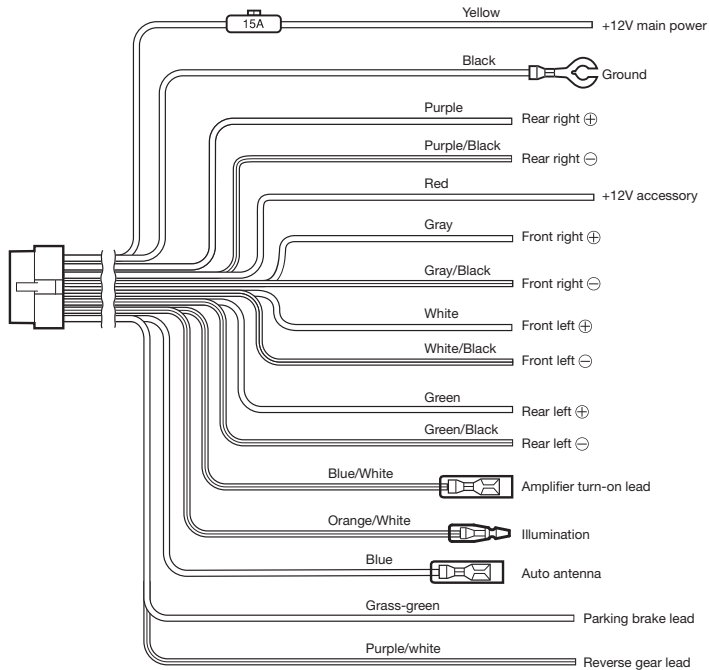 Yellow
15A
+12V main power
Black
Ground
Purple
Rear right ⊕
Purple/Black
Rear right ⊖
Red
+12V accessory
Gray
Front right ⊕
Gray/Black
Front right ⊖
White
Front left ⊕
White/Black
Front left ⊖
Green
Rear left ⊕
Green/Black
Rear left ⊖
Blue/White
Amplifier turn-on lead
Orange/White
Illumination
Blue
Auto antenna
Grass-green
Parking brake lead
Purple/white
Reverse gear lead